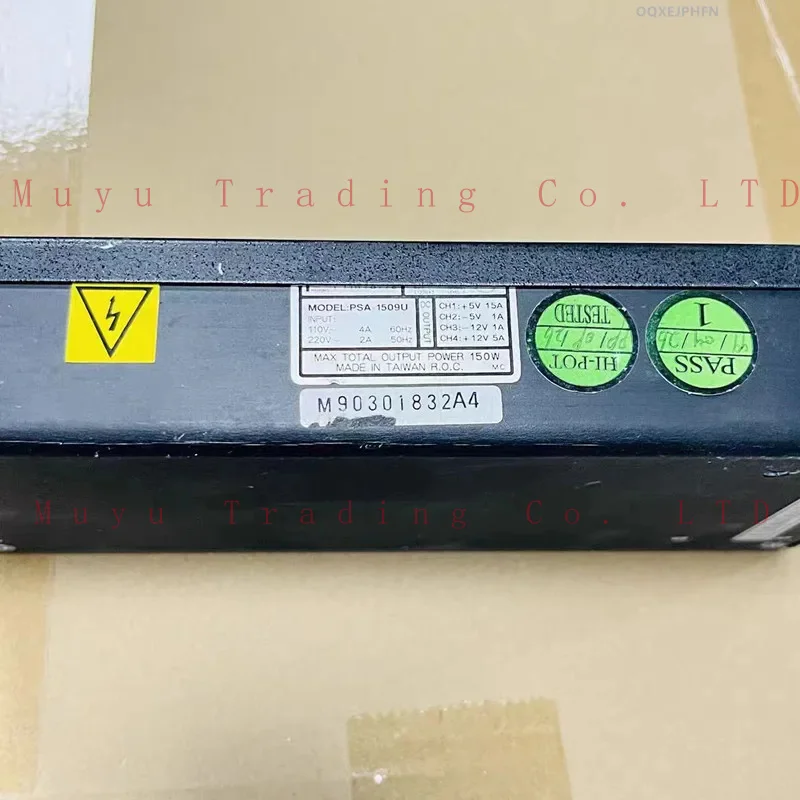 OQXEJPHFN
Muyu Trading Co. LTD
MODEL:PSA-1509U
INPUT:
110V~ 4A 60Hz
220V~ 2A 50Hz
DC OUTPUT
CH1:+5V 15A
CH2:-5V 1A
CH3:-12V 1A
CH4:+12V 5A
MAX TOTAL OUTPUT POWER 150W
MADE IN TAIWAN R.O.C. MC
HI-POT
TESTED
PASS
1
M90301832A4
Muyu Trading Co. LTD